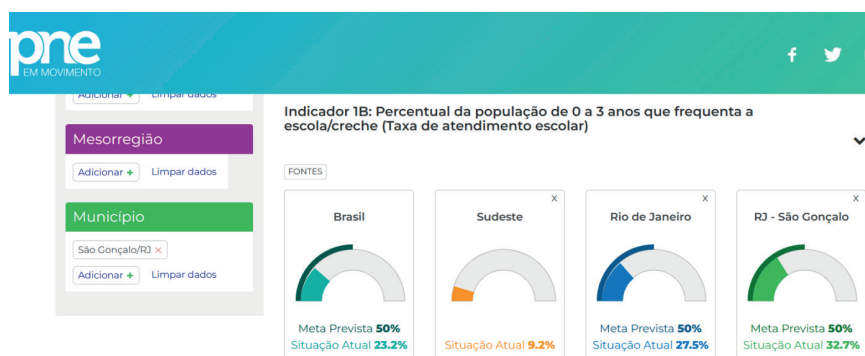 pne
EM MOVIMENTO
f
Adicionar + Limpar dados
Mesorregião
Adicionar + Limpar dados
Município
São Gonçalo/RJ ×
Adicionar + Limpar dados
Indicador 1B: Percentual da população de 0 a 3 anos que frequenta a
escola/creche (Taxa de atendimento escolar)
FONTES
Brasil
Meta Prevista 50%
Situação Atual 23.2%
X
Sudeste
Situação Atual 9.2%
X
Rio de Janeiro
Meta Prevista 50%
Situação Atual 27.5%
X
RJ - São Gonçalo
Meta Prevista 50%
Situação Atual 32.7%